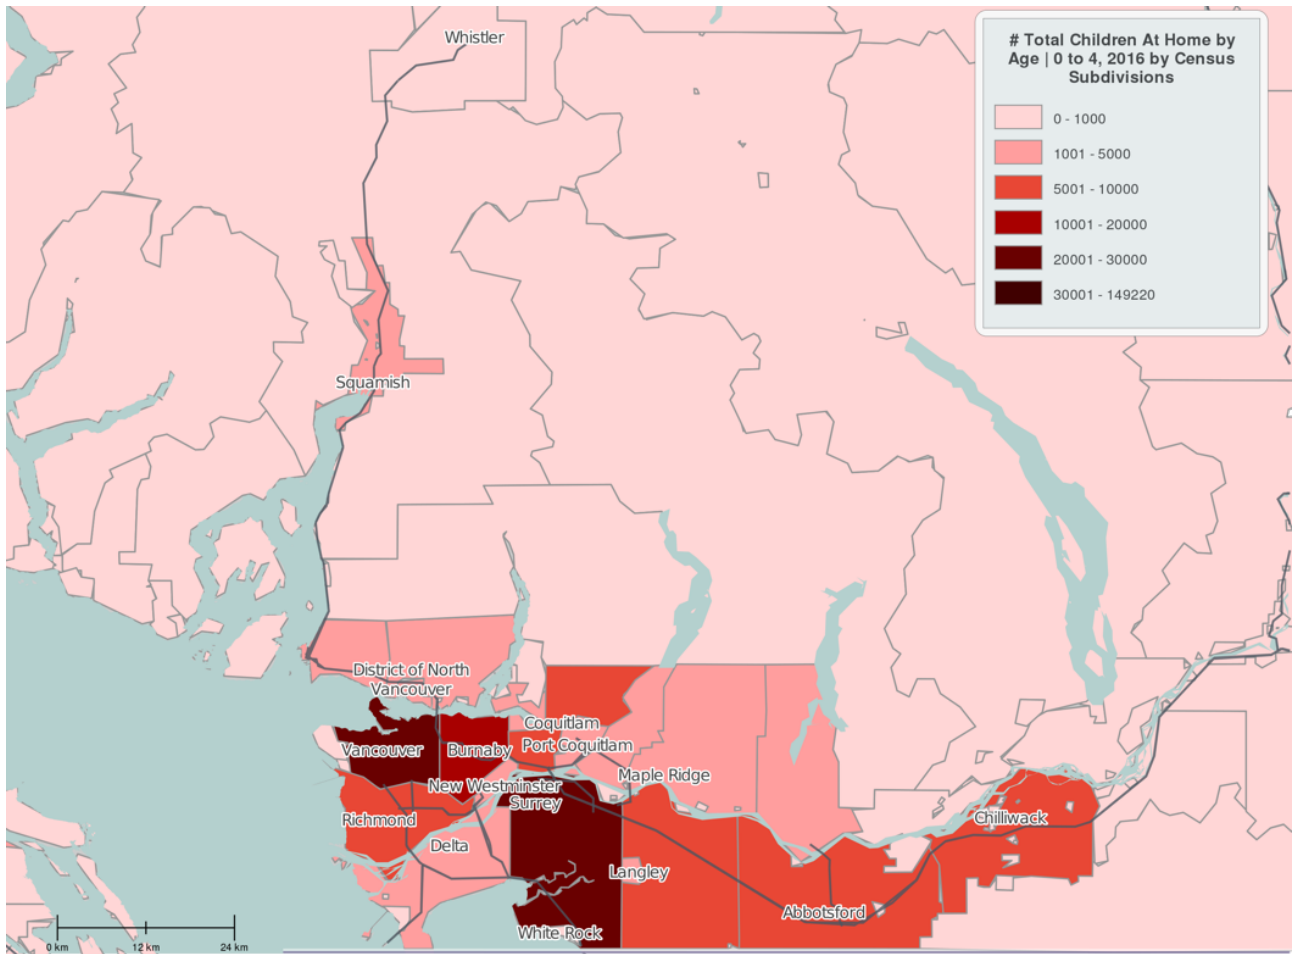 Whistler
# Total Children At Home by
Age | 0 to 4, 2016 by Census
Subdivisions
0 - 1000
1001 - 5000
5001 - 10000
10001 - 20000
20001 - 30000
30001 - 149220
Squamish
District of North
Vancouver
Coquitlam
Vancouver
Burnaby
Port Coquitlam
New Westminster
Maple Ridge
Surrey
Richmond
Chilliwack
Delta
Langley
Abbotsford
White Rock
0 km
12 km
24 km